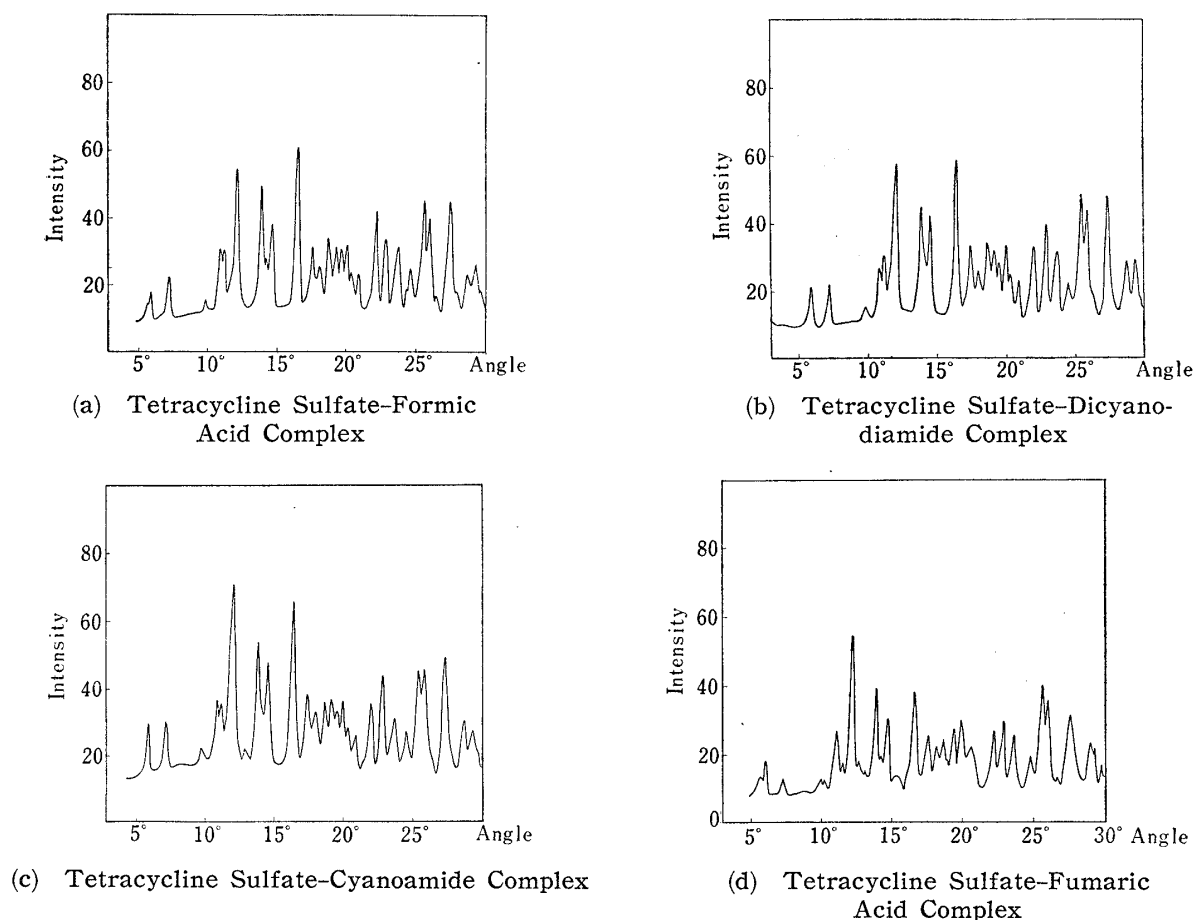 80
60
40
20
Intensity
5° 10° 15° 20° 25° Angle
(a) Tetracycline Sulfate–Formic
Acid Complex
80
60
40
20
Intensity
5° 10° 15° 20° 25° Angle
(b) Tetracycline Sulfate–Dicyano-
diamide Complex
80
60
40
20
Intensity
5° 10° 15° 20° 25° Angle
(c) Tetracycline Sulfate–Cyanoamide Complex
80
60
40
20
0
Intensity
5° 10° 15° 20° 25° 30° Angle
(d) Tetracycline Sulfate–Fumaric
Acid Complex